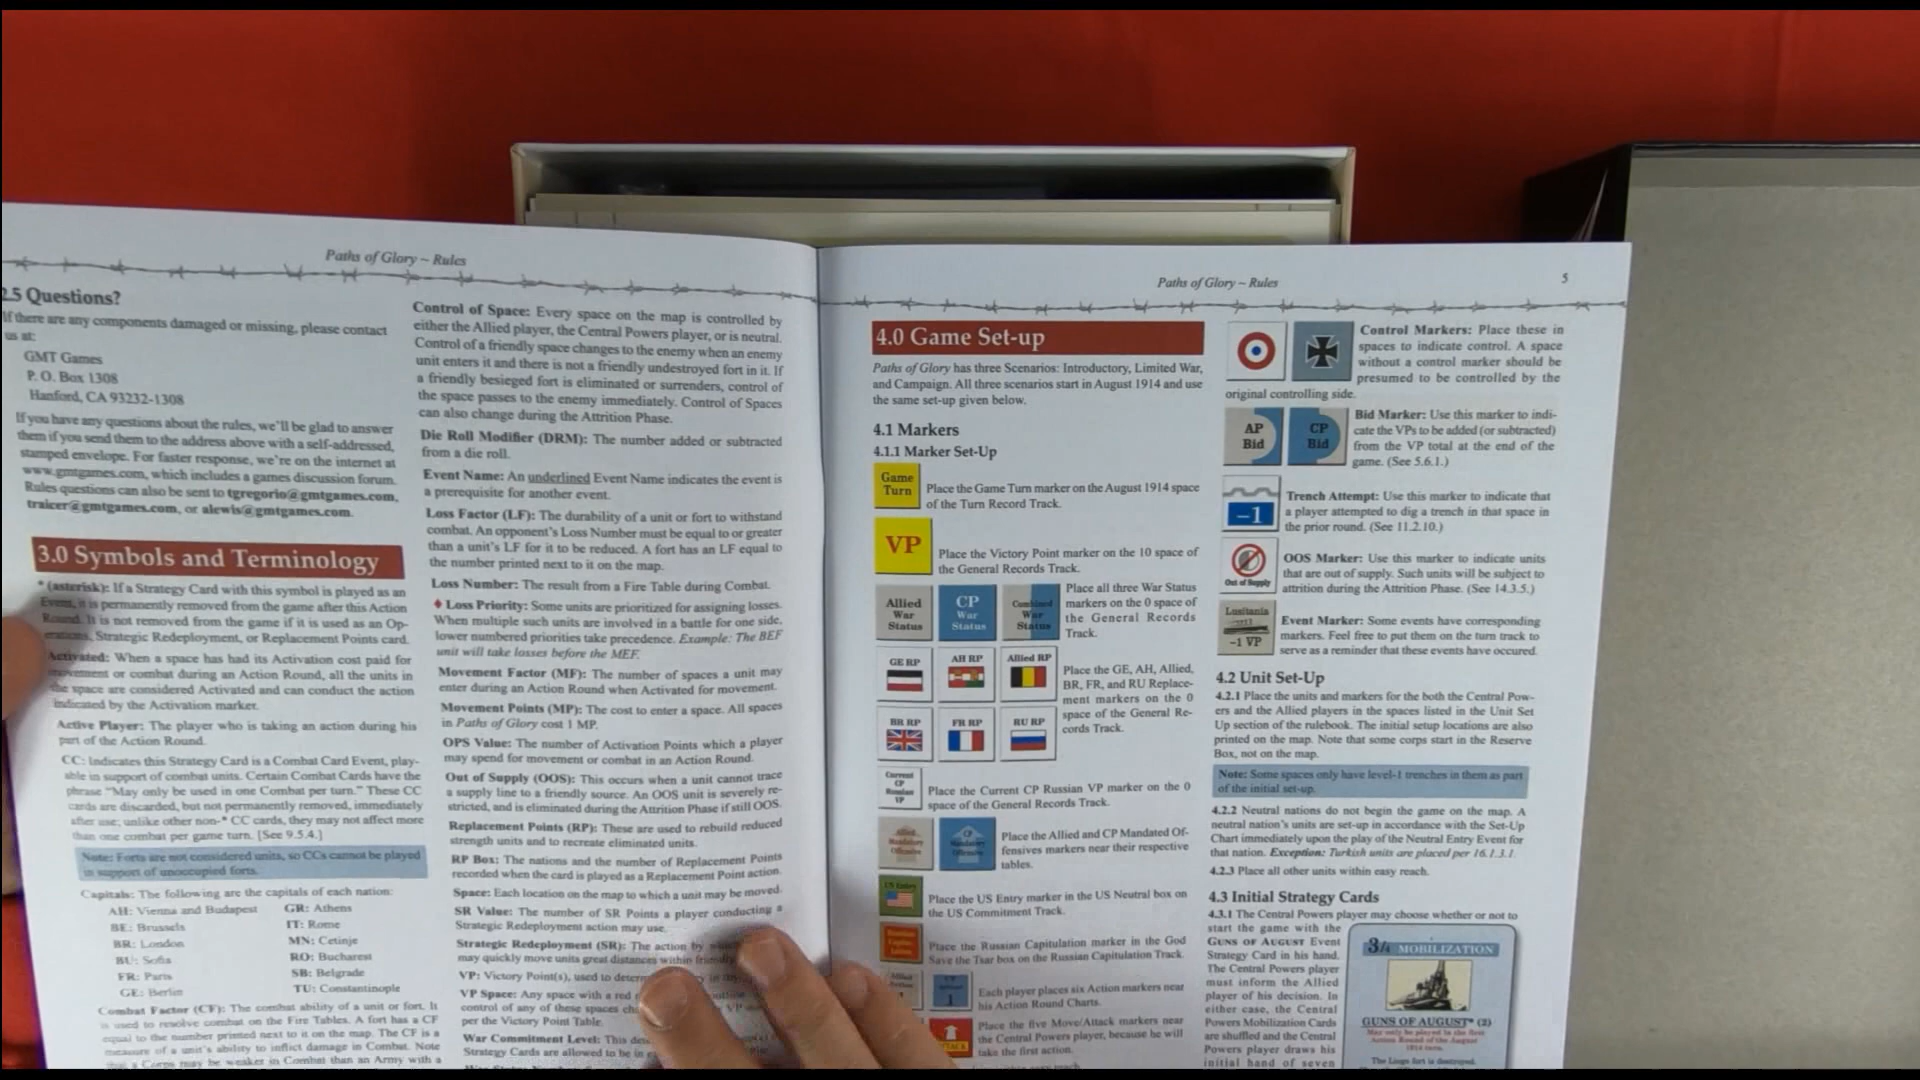 Paths of Glory ~ Rules
2.5 Questions?
If there are any components damaged or missing, please contact
us at:
GMT Games
P. O. Box 1308
Hanford, CA 93232-1308
If you have any questions about the rules, we'll be glad to answer
them if you send them to the address above with a self-addressed,
stamped envelope. For faster response, we're on the internet at
www.gmtgames.com, which includes a games discussion forum.
Rules questions can also be sent to tgregorio@gmtgames.com,
traicer@gmtgames.com, or alewis@gmtgames.com.
3.0 Symbols and Terminology
* (asterisk): If a Strategy Card with this symbol is played as an
Event, it is permanently removed from the game after this Action
Round. It is not removed from the game if it is used as an Op-
erations, Strategic Redeployment, or Replacement Points card.
Activated: When a space has had its Activation cost paid for
movement or combat during an Action Round, all the units in
the space are considered Activated and can conduct the action
indicated by the Activation marker.
Active Player: The player who is taking an action during his
part of the Action Round.
CC: Indicates this Strategy Card is a Combat Card Event, play-
able in support of combat units. Certain Combat Cards have the
phrase "May only be used in one Combat per turn." These CC
cards are discarded, but not permanently removed, immediately
after use; unlike other non-* CC cards, they may not affect more
than one combat per game turn. [See 9.5.4.]
Note: Forts are not considered units, so CCs cannot be played
in support of unoccupied forts.
Capitals: The following are the capitals of each nation:
AH: Vienna and Budapest
BE: Brussels
BR: London
BU: Sofia
FR: Paris
GE: Berlin
GR: Athens
IT: Rome
MN: Cetinje
RO: Bucharest
SB: Belgrade
TU: Constantinople
Combat Factor (CF): The combat ability of a unit or fort. It
is used to resolve combat on the Fire Tables. A fort has a CF
equal to the number printed next to it on the map. The CF is a
measure of a unit's ability to inflict damage in Combat. Note
that a Corps may be weaker in Combat than an Army with a
Control of Space: Every space on the map is controlled by
either the Allied player, the Central Powers player, or is neutral.
Control of a friendly space changes to the enemy when an enemy
unit enters it and there is not a friendly undestroyed fort in it. If
a friendly besieged fort is eliminated or surrenders, control of
the space passes to the enemy immediately. Control of Spaces
can also change during the Attrition Phase.
Die Roll Modifier (DRM): The number added or subtracted
from a die roll.
Event Name: An underlined Event Name indicates the event is
a prerequisite for another event.
Loss Factor (LF): The durability of a unit or fort to withstand
combat. An opponent's Loss Number must be equal to or greater
than a unit's LF for it to be reduced. A fort has an LF equal to
the number printed next to it on the map.
Loss Number: The result from a Fire Table during Combat.
♦ Loss Priority: Some units are prioritized for assigning losses.
When multiple such units are involved in a battle for one side,
lower numbered priorities take precedence. Example: The BEF
unit will take losses before the MEF.
Movement Factor (MF): The number of spaces a unit may
enter during an Action Round when Activated for movement.
Movement Points (MP): The cost to enter a space. All spaces
in Paths of Glory cost 1 MP.
OPS Value: The number of Activation Points which a player
may spend for movement or combat in an Action Round.
Out of Supply (OOS): This occurs when a unit cannot trace
a supply line to a friendly source. An OOS unit is severely re-
stricted, and is eliminated during the Attrition Phase if still OOS.
Replacement Points (RP): These are used to rebuild reduced
strength units and to recreate eliminated units.
RP Box: The nations and the number of Replacement Points
recorded when the card is played as a Replacement Point action.
Space: Each location on the map to which a unit may be moved.
SR Value: The number of SR Points a player conducting a
Strategic Redeployment action may use.
Strategic Redeployment (SR): The action by
may quickly move units great distances within
VP: Victory Point(s), used to
VP Space: Any space with a red
control of any of these spaces
per the Victory Point Table.
War Commitment Level: This
Strategy Cards are allowed to be in
Paths of Glory ~ Rules
5
4.0 Game Set-up
Paths of Glory has three Scenarios: Introductory, Limited War,
and Campaign. All three scenarios start in August 1914 and use
the same set-up given below.
4.1 Markers
4.1.1 Marker Set-Up
Game
Turn
Place the Game Turn marker on the August 1914 space
of the Turn Record Track.
VP
Place the Victory Point marker on the 10 space of
the General Records Track.
Allied
War
Status
CP
War
Status
Combined
War
Status
Place all three War Status
markers on the 0 space of
the General Records
Track.
GE RP
AH RP
Allied RP
BR RP
FR RP
RU RP
Place the GE, AH, Allied,
BR, FR, and RU Replace-
ment markers on the 0
space of the General Re-
cords Track.
Current
CP
Russian
VP
Place the Current CP Russian VP marker on the 0
space of the General Records Track.
Allied
Mandatory
Offensive
CP
Mandatory
Offensive
Place the Allied and CP Mandated Of-
fensives markers near their respective
tables.
US Entry
Place the US Entry marker in the US Neutral box on
the US Commitment Track.
Place the Russian Capitulation marker in the God
Save the Tsar box on the Russian Capitulation Track.
Each player places six Action markers near
his Action Round Charts.
Place the five Move/Attack markers near
the Central Powers player, because he will
take the first action.
Control Markers: Place these in
spaces to indicate control. A space
without a control marker should be
presumed to be controlled by the
original controlling side.
AP
Bid
CP
Bid
Bid Marker: Use this marker to indi-
cate the VPs to be added (or subtracted)
from the VP total at the end of the
game. (See 5.6.1.)
-1
Trench Attempt: Use this marker to indicate that
a player attempted to dig a trench in that space in
the prior round. (See 11.2.10.)
Out of Supply
OOS Marker: Use this marker to indicate units
that are out of supply. Such units will be subject to
attrition during the Attrition Phase. (See 14.3.5.)
Lusitania
-1 VP
Event Marker: Some events have corresponding
markers. Feel free to put them on the turn track to
serve as a reminder that these events have occured.
4.2 Unit Set-Up
4.2.1 Place the units and markers for the both the Central Pow-
ers and the Allied players in the spaces listed in the Unit Set
Up section of the rulebook. The initial setup locations are also
printed on the map. Note that some corps start in the Reserve
Box, not on the map.
Note: Some spaces only have level-1 trenches in them as part
of the initial set-up.
4.2.2 Neutral nations do not begin the game on the map. A
neutral nation's units are set-up in accordance with the Set-Up
Chart immediately upon the play of the Neutral Entry Event for
that nation. Exception: Turkish units are placed per 16.1.3.1.
4.2.3 Place all other units within easy reach.
4.3 Initial Strategy Cards
4.3.1 The Central Powers player may choose whether or not to
start the game with the
GUNS OF AUGUST Event
Strategy Card in his hand.
The Central Powers player
must inform the Allied
player of his decision. In
either case, the Central
Powers Mobilization Cards
are shuffled and the Central
Powers player draws his
initial hand of seven
3/4 MOBILIZATION
GUNS OF AUGUST* (2)
May only be played in the first
Action Round of the August
1914 turn.
The Liege fort is destroyed.